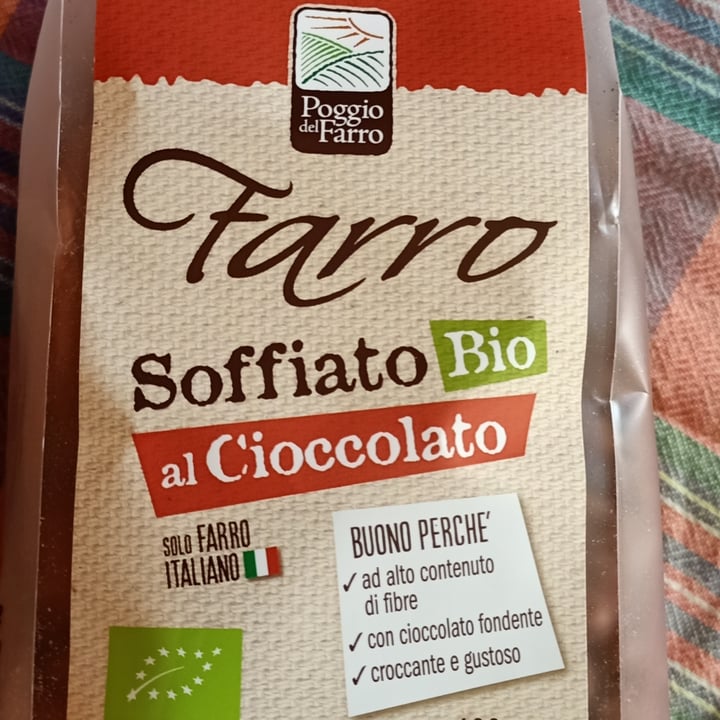 Poggio
del Farro
Farro
Soffiato Bio
al Cioccolato
SOLO FARRO
ITALIANO
BUONO PERCHE'
✓ ad alto contenuto
di fibre
✓ con cioccolato fondente
✓ croccante e gustoso